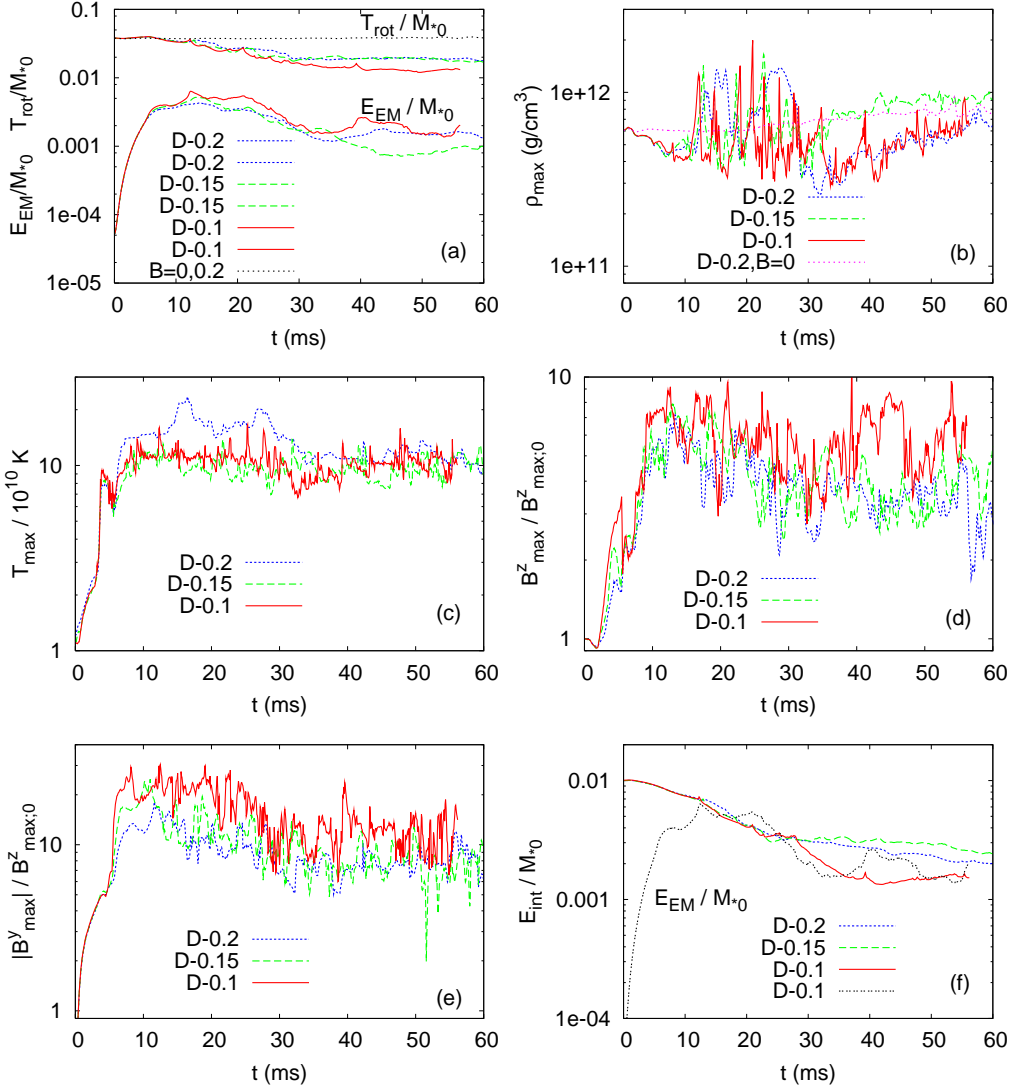 0.1
0.01
0.001
1e-04
1e-05
E_EM/M_*0 T_rot/M_*0
T_rot / M_*0
E_EM / M_*0
D-0.2
D-0.2
D-0.15
D-0.15
D-0.1
D-0.1
B=0,0.2
(a)
0 10 20 30 40 50 60
t (ms)
1e+12
1e+11
ρ_max (g/cm^3)
D-0.2
D-0.15
D-0.1
D-0.2,B=0
(b)
0 10 20 30 40 50 60
t (ms)
10
1
T_max / 10^10 K
D-0.2
D-0.15
D-0.1
(c)
0 10 20 30 40 50 60
t (ms)
10
1
B^z_max / B^z_max;0
D-0.2
D-0.15
D-0.1
(d)
0 10 20 30 40 50 60
t (ms)
10
1
|B^y_max| / B^z_max;0
D-0.2
D-0.15
D-0.1
(e)
0 10 20 30 40 50 60
t (ms)
0.01
0.001
1e-04
E_int / M_*0
E_EM / M_*0
D-0.2
D-0.15
D-0.1
D-0.1
(f)
0 10 20 30 40 50 60
t (ms)